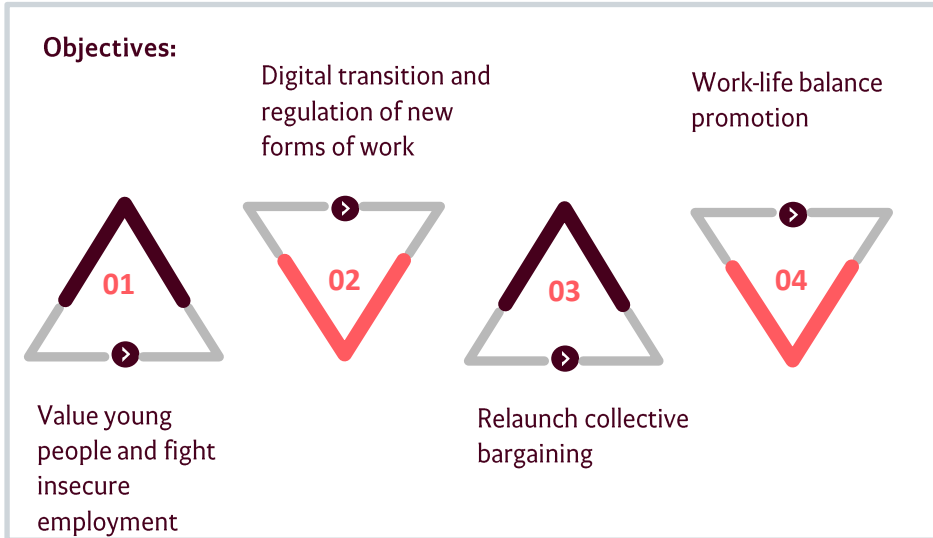 Objectives:
Digital transition and
regulation of new
forms of work
Work-life balance
promotion
01
02
03
04
Value young
people and fight
insecure
employment
Relaunch collective
bargaining